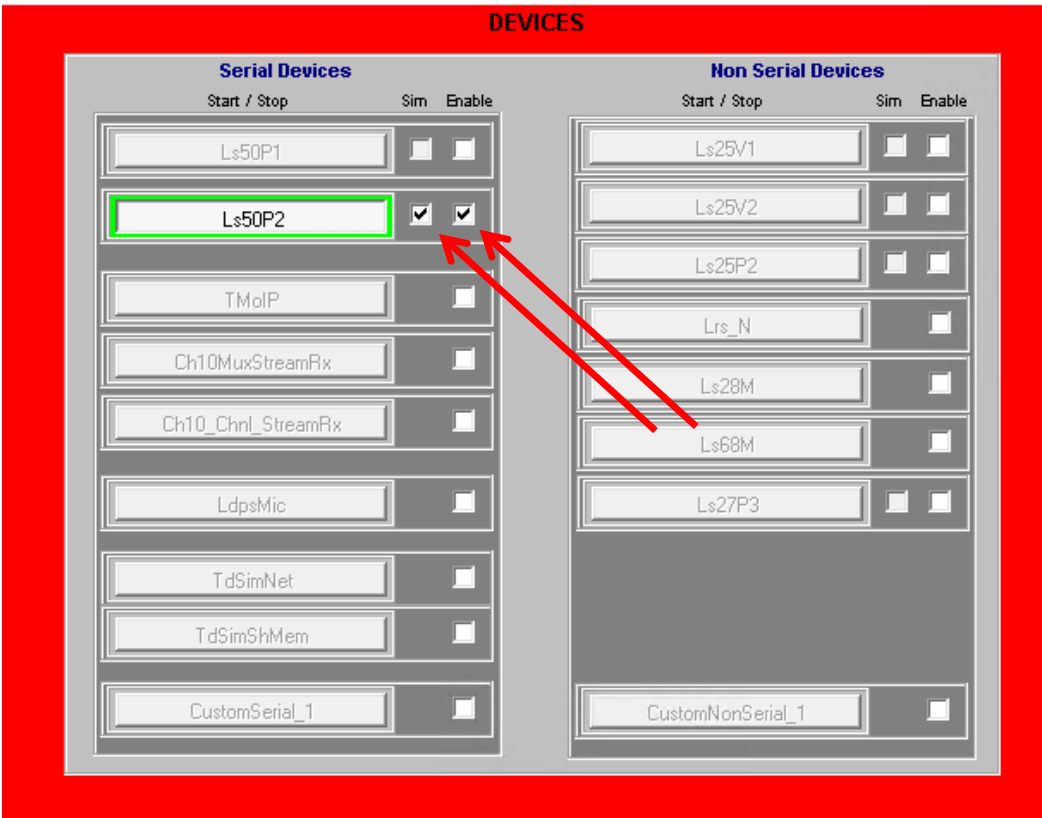 DEVICES
Serial Devices
Start / Stop Sim Enable
Ls50P1
Ls50P2
TMoIP
Ch10MuxStreamRx
Ch10_Chnl_StreamRx
LdpsMic
TdSimNet
TdSimShMem
CustomSerial_1
Non Serial Devices
Start / Stop Sim Enable
Ls25V1
Ls25V2
Ls25P2
Lrs_N
Ls28M
Ls68M
Ls27P3
CustomNonSerial_1